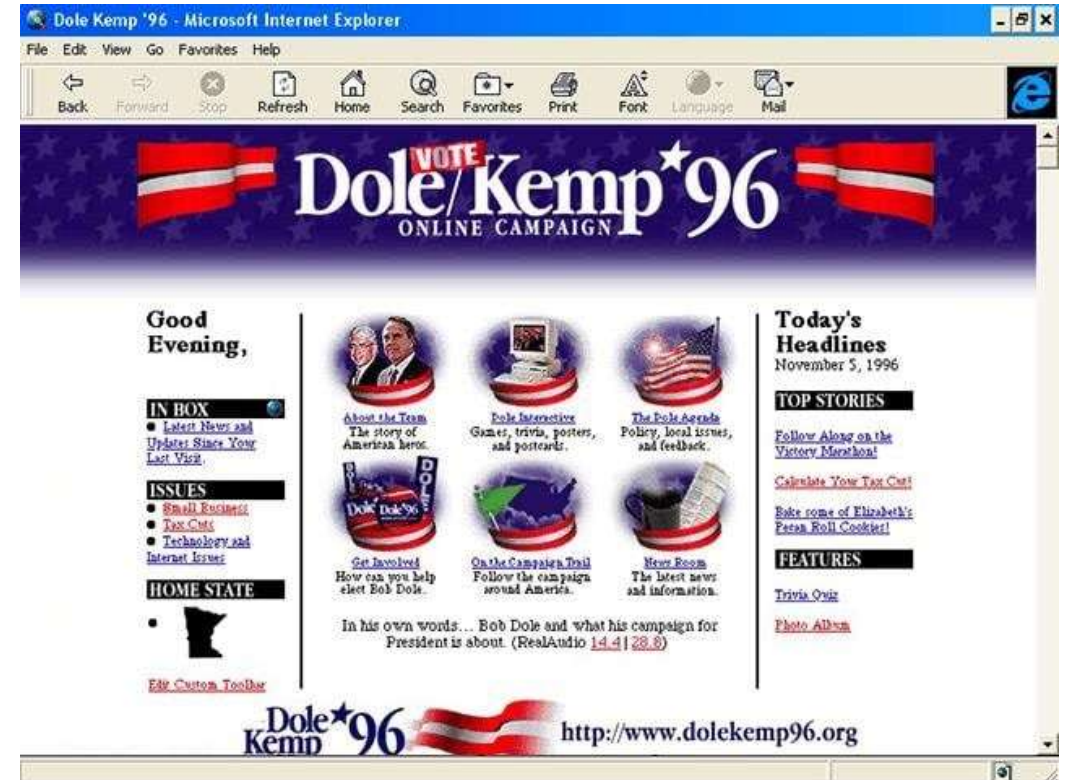 Dole Kemp '96 - Microsoft Internet Explorer
File Edit View Go Favorites Help
Back Forward Stop Refresh Home Search Favorites Print Font Language Mail
VOTE
Dole/Kemp '96
ONLINE CAMPAIGN
Good
Evening,
IN BOX
Latest News and
Updates Since Your
Last Visit.
ISSUES
Small Business
Tax Cuts
Technology and
Internet Issues
HOME STATE
Edit Custom Toolbar
About the Team
The story of
American heros.
Dole Interactive
Games, trivia, posters,
and postcards.
The Dole Agenda
Policy, local issues,
and feedback.
DOLE
Dole
Dole'96
Get Involved
How can you help
elect Bob Dole.
On the Campaign Trail
Follow the campaign
around America.
News Room
The latest news
and information.
In his own words... Bob Dole and what his campaign for
President is about. (RealAudio 14.4 | 28.8)
Today's
Headlines
November 5, 1996
TOP STORIES
Follow Along on the
Victory Marathon!
Calculate Your Tax Cut!
Bake some of Elizabeth's
Pecan Roll Cookies!
FEATURES
Trivia Quiz
Photo Album
Dole
Kemp '96
http://www.dolekemp96.org